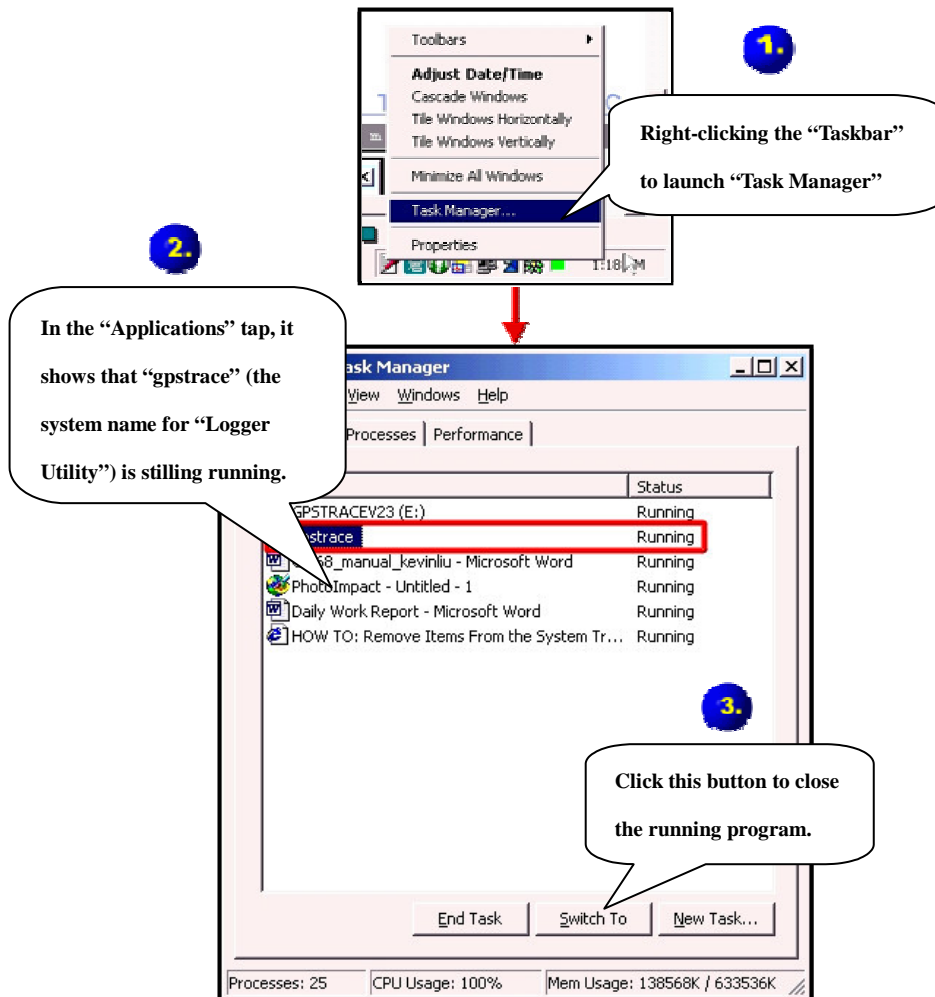 Toolbars
1.
Adjust Date/Time
Cascade Windows
Tile Windows Horizontally
Tile Windows Vertically
Minimize All Windows
Task Manager...
Properties
1:18
Right-clicking the “Taskbar”
to launch “Task Manager”
2.
In the “Applications” tap, it
shows that “gpstrace” (the
system name for “Logger
Utility”) is stilling running.
Task Manager
View Windows Help
Processes Performance
Status
GPSTRACEV23 (E:) Running
Running
68_manual_kevinliu - Microsoft Word Running
PhotoImpact - Untitled - 1 Running
Daily Work Report - Microsoft Word Running
HOW TO: Remove Items From the System Tr... Running
3.
Click this button to close
the running program.
End Task Switch To New Task...
Processes: 25 CPU Usage: 100% Mem Usage: 138568K / 633536K